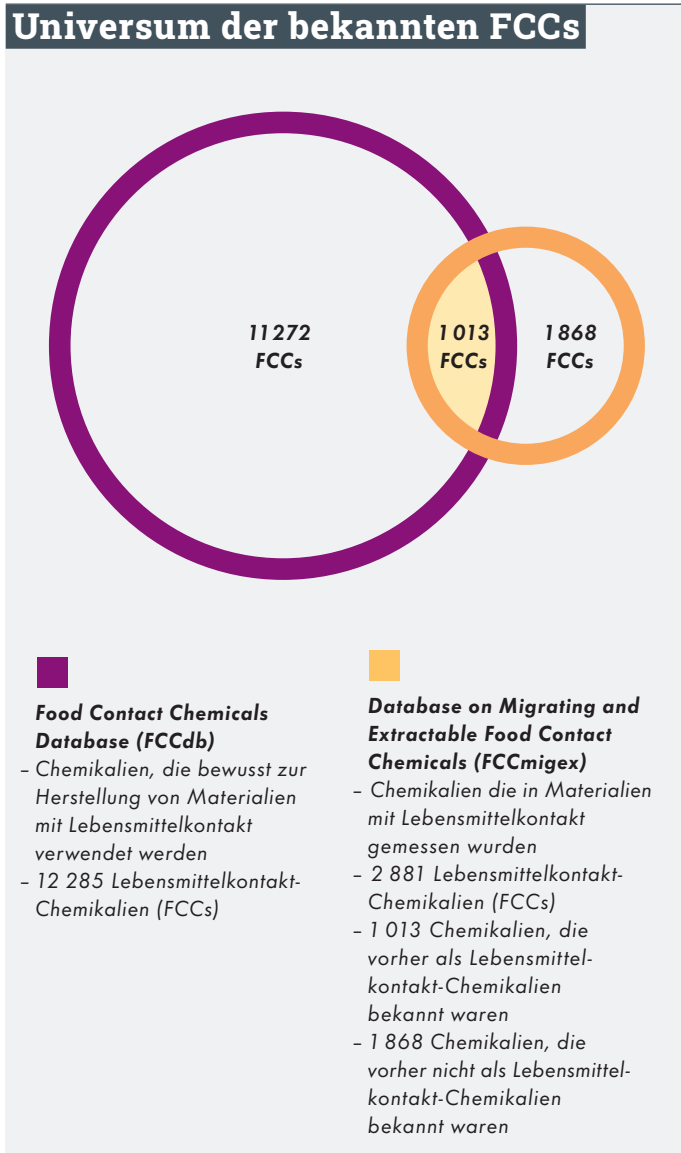 Universum der bekannten FCCs
11 272
FCCs
1 013
FCCs
1 868
FCCs
Food Contact Chemicals
Database (FCCdb)
– Chemikalien, die bewusst zur
Herstellung von Materialien
mit Lebensmittelkontakt
verwendet werden
– 12 285 Lebensmittelkontakt-
Chemikalien (FCCs)
Database on Migrating and
Extractable Food Contact
Chemicals (FCCmigex)
– Chemikalien die in Materialien
mit Lebensmittelkontakt
gemessen wurden
– 2 881 Lebensmittelkontakt-
Chemikalien (FCCs)
– 1 013 Chemikalien, die
vorher als Lebensmittel-
kontakt-Chemikalien
bekannt waren
– 1 868 Chemikalien, die
vorher nicht als Lebensmittel-
kontakt-Chemikalien
bekannt waren